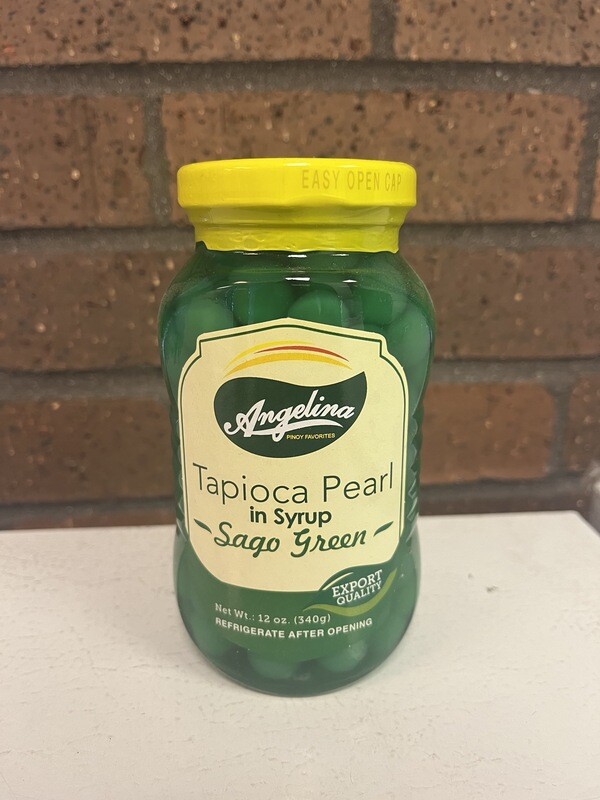 EASY OPEN CAP
Angelina
PINOY FAVORITES
Tapioca Pearl
in Syrup
Sago Green
EXPORT
QUALITY
Net Wt.: 12 oz. (340g)
REFRIGERATE AFTER OPENING